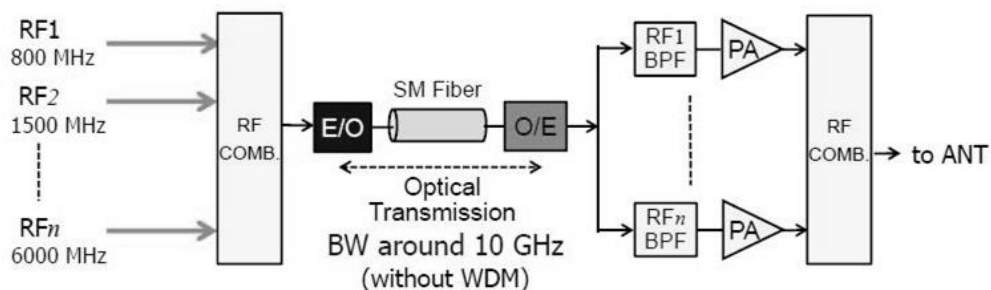 RF1
800 MHz
RF2
1500 MHz
RFn
6000 MHz
RF
COMB.
E/O
SM Fiber
O/E
Optical
Transmission
BW around 10 GHz
(without WDM)
RF1
BPF
PA
RFn
BPF
PA
RF
COMB.
to ANT